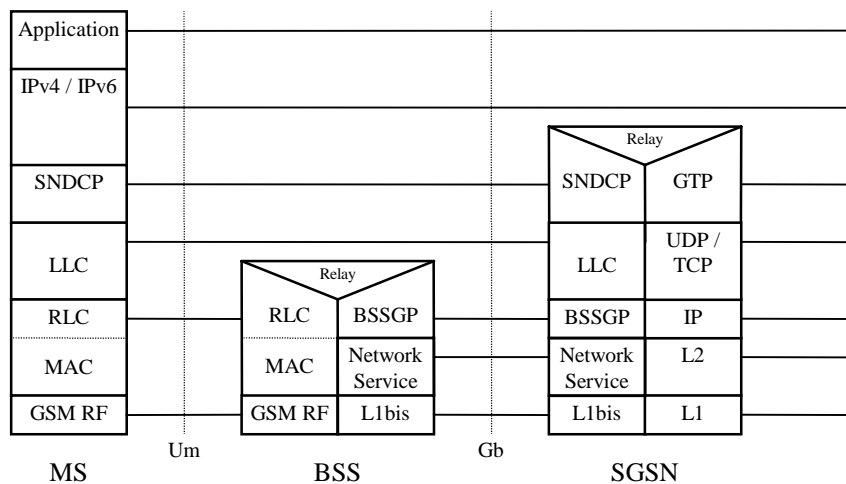 Application
IPv4 / IPv6
Relay
SNDCP
SNDCP
GTP
UDP /
TCP
LLC
LLC
Relay
RLC
RLC
BSSGP
BSSGP
IP
MAC
MAC
Network
Service
Network
Service
L2
GSM RF
GSM RF
L1bis
L1bis
L1
Um
Gb
MS
BSS
SGSN